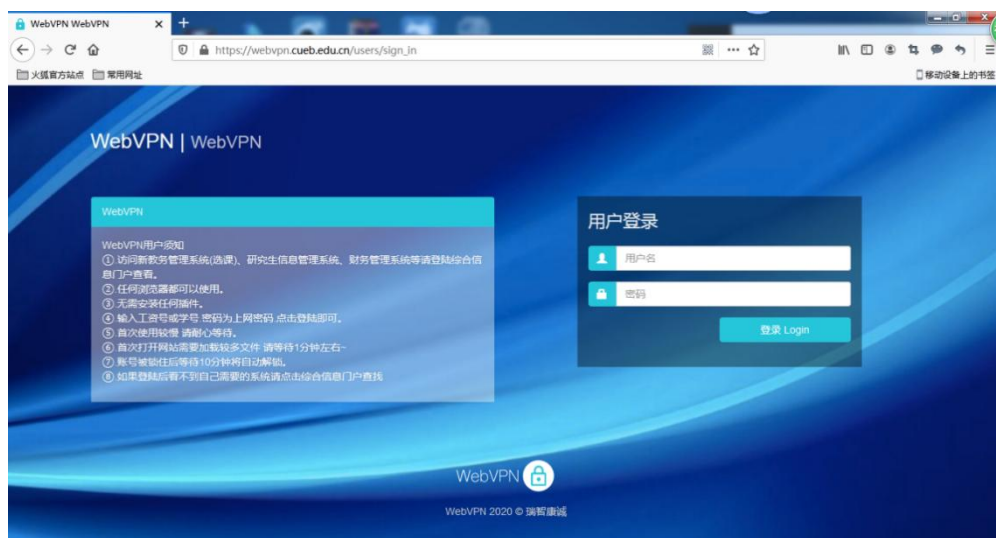 WebVPN WebVPN
https://webvpn.cueb.edu.cn/users/sign_in
火狐官方站点 常用网址
移动设备上的书签
WebVPN | WebVPN
WebVPN
WebVPN用户须知
① 访问新教务管理系统(选课)、研究生信息管理系统、财务管理系统等请登陆综合信
息门户查看。
② 任何浏览器都可以使用。
③ 无需安装任何插件。
④ 输入工资号或学号 密码为上网密码 点击登陆即可。
⑤ 首次使用较慢 请耐心等待。
⑥ 首次打开网站需要加载较多文件 请等待1分钟左右~
⑦ 账号被锁住后等待10分钟将自动解锁。
⑧ 如果登陆后看不到自己需要的系统请点击综合信息门户查找
用户登录
用户名
密码
登录 Login
WebVPN
WebVPN 2020 © 瑞智康诚